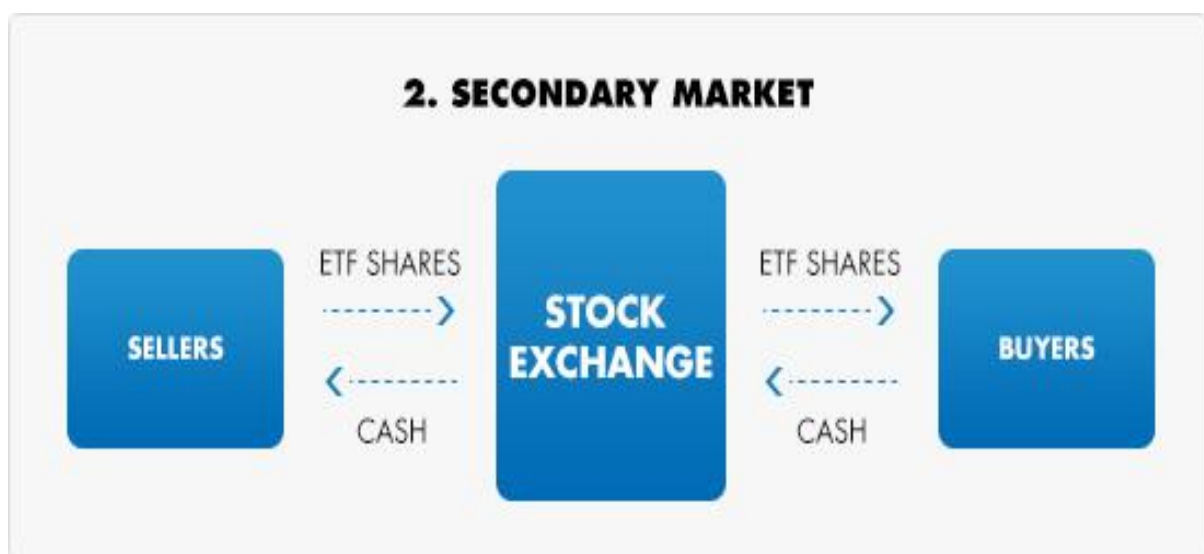 2. SECONDARY MARKET
ETF SHARES
ETF SHARES
SELLERS
STOCK
EXCHANGE
BUYERS
CASH
CASH